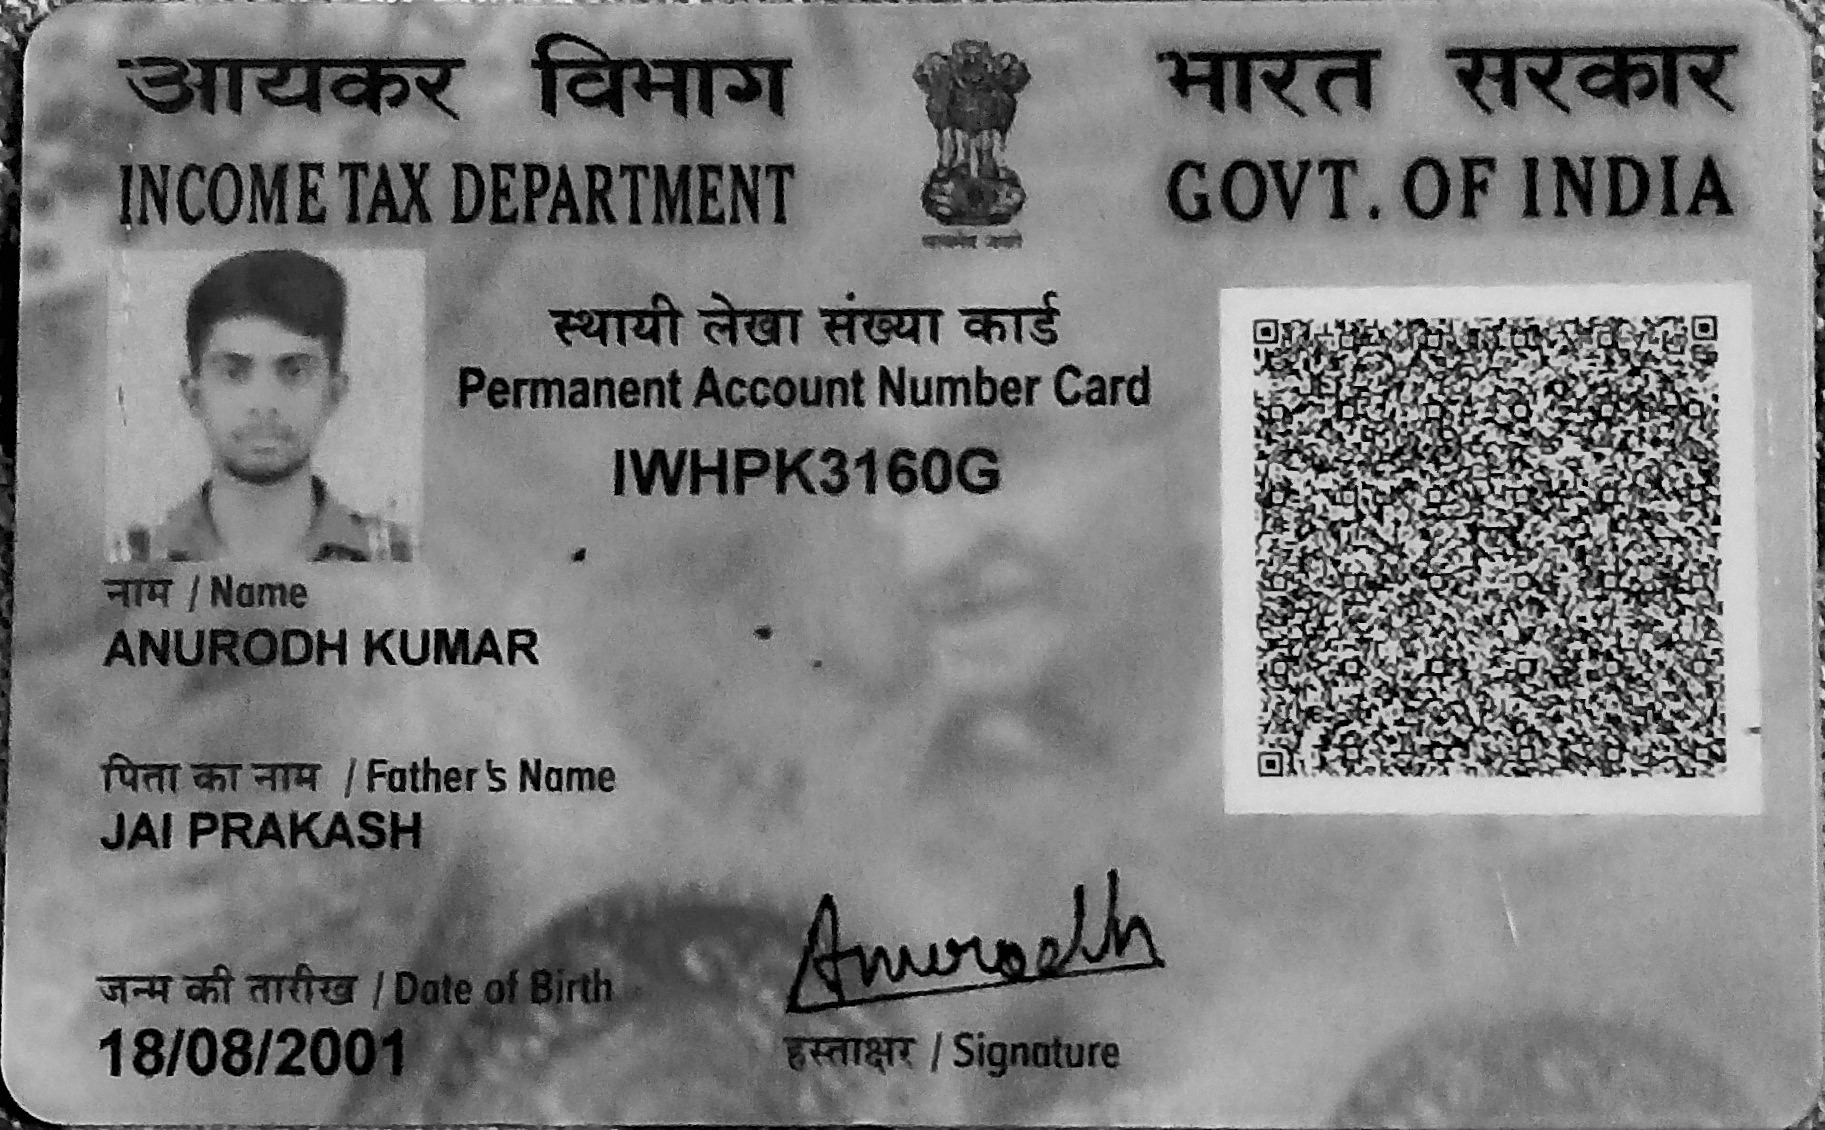 आयकर विभाग
INCOME TAX DEPARTMENT
भारत सरकार
GOVT. OF INDIA
सत्यमेव जयते
स्थायी लेखा संख्या कार्ड
Permanent Account Number Card
IWHPK3160G
नाम / Name
ANURODH KUMAR
पिता का नाम / Father's Name
JAI PRAKASH
जन्म की तारीख / Date of Birth
18/08/2001
Anurodh
हस्ताक्षर / Signature